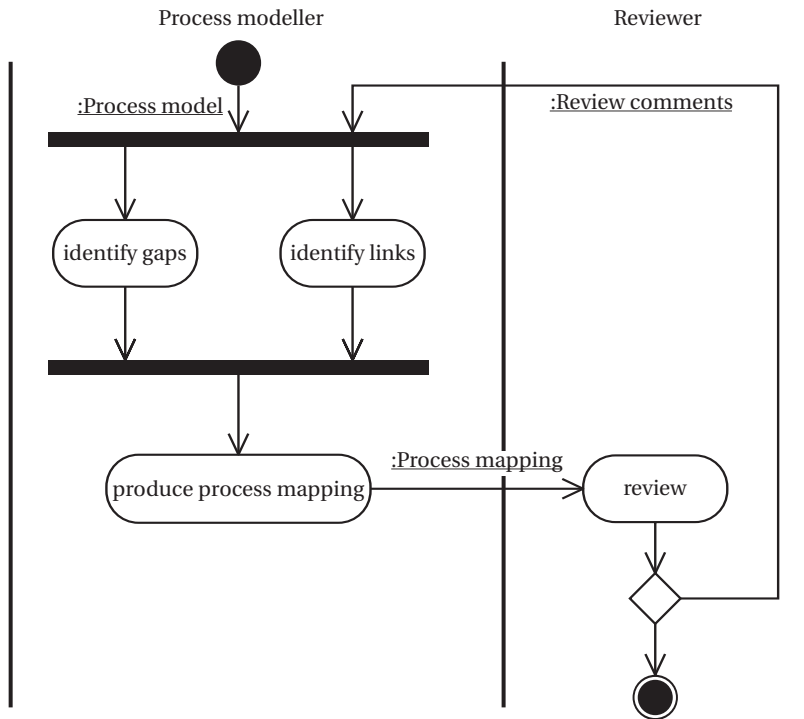 Process modeller
Reviewer
:Process model
:Review comments
identify gaps
identify links
:Process mapping
produce process mapping
review